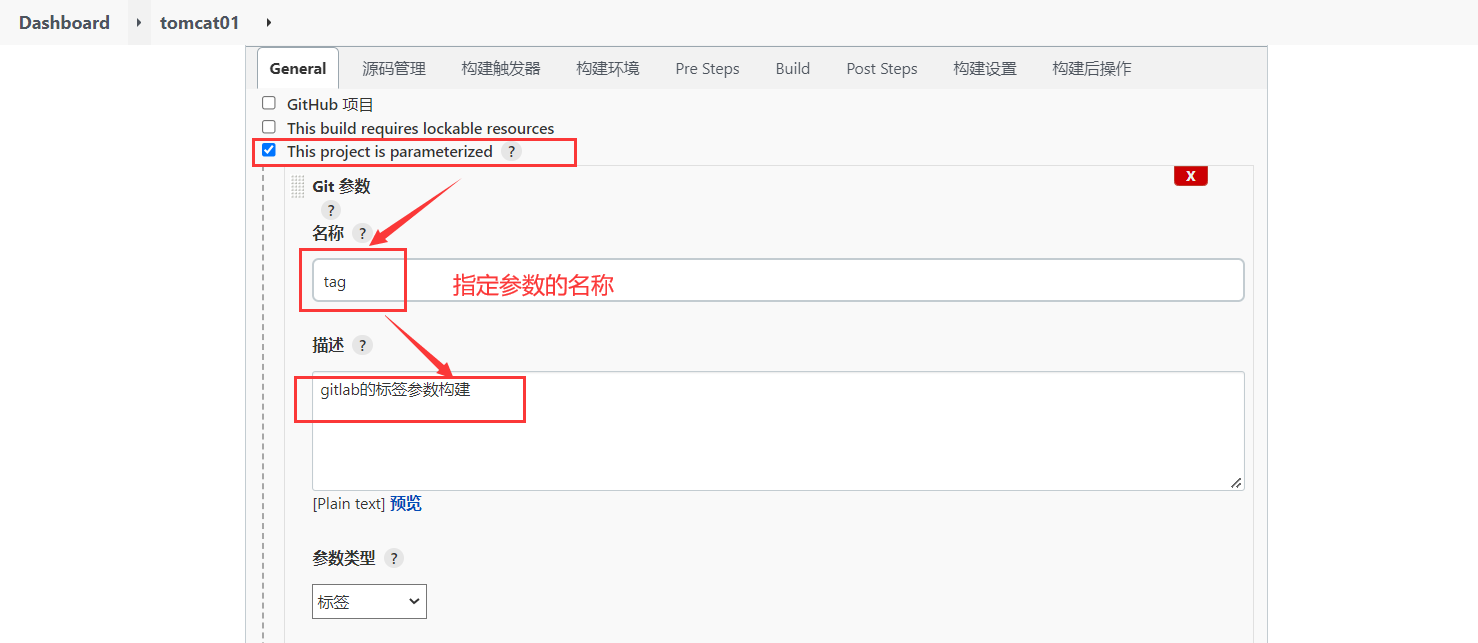 Dashboard tomcat01
General 源码管理 构建触发器 构建环境 Pre Steps Build Post Steps 构建设置 构建后操作
GitHub 项目
This build requires lockable resources
This project is parameterized ?
Git 参数 X
?
名称 ?
tag 指定参数的名称
描述 ?
gitlab的标签参数构建
[Plain text] 预览
参数类型 ?
标签